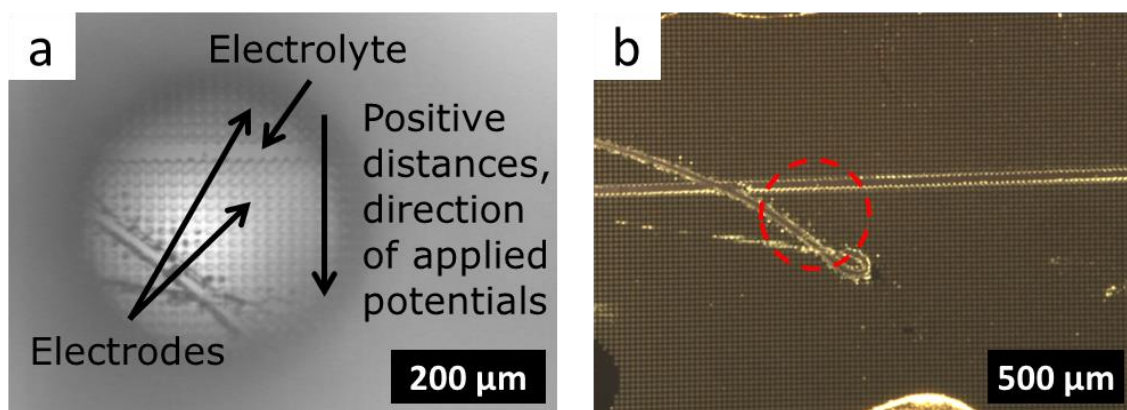 a
Electrolyte
Positive
distances,
direction
of applied
potentials
Electrodes
200 µm
b
500 µm